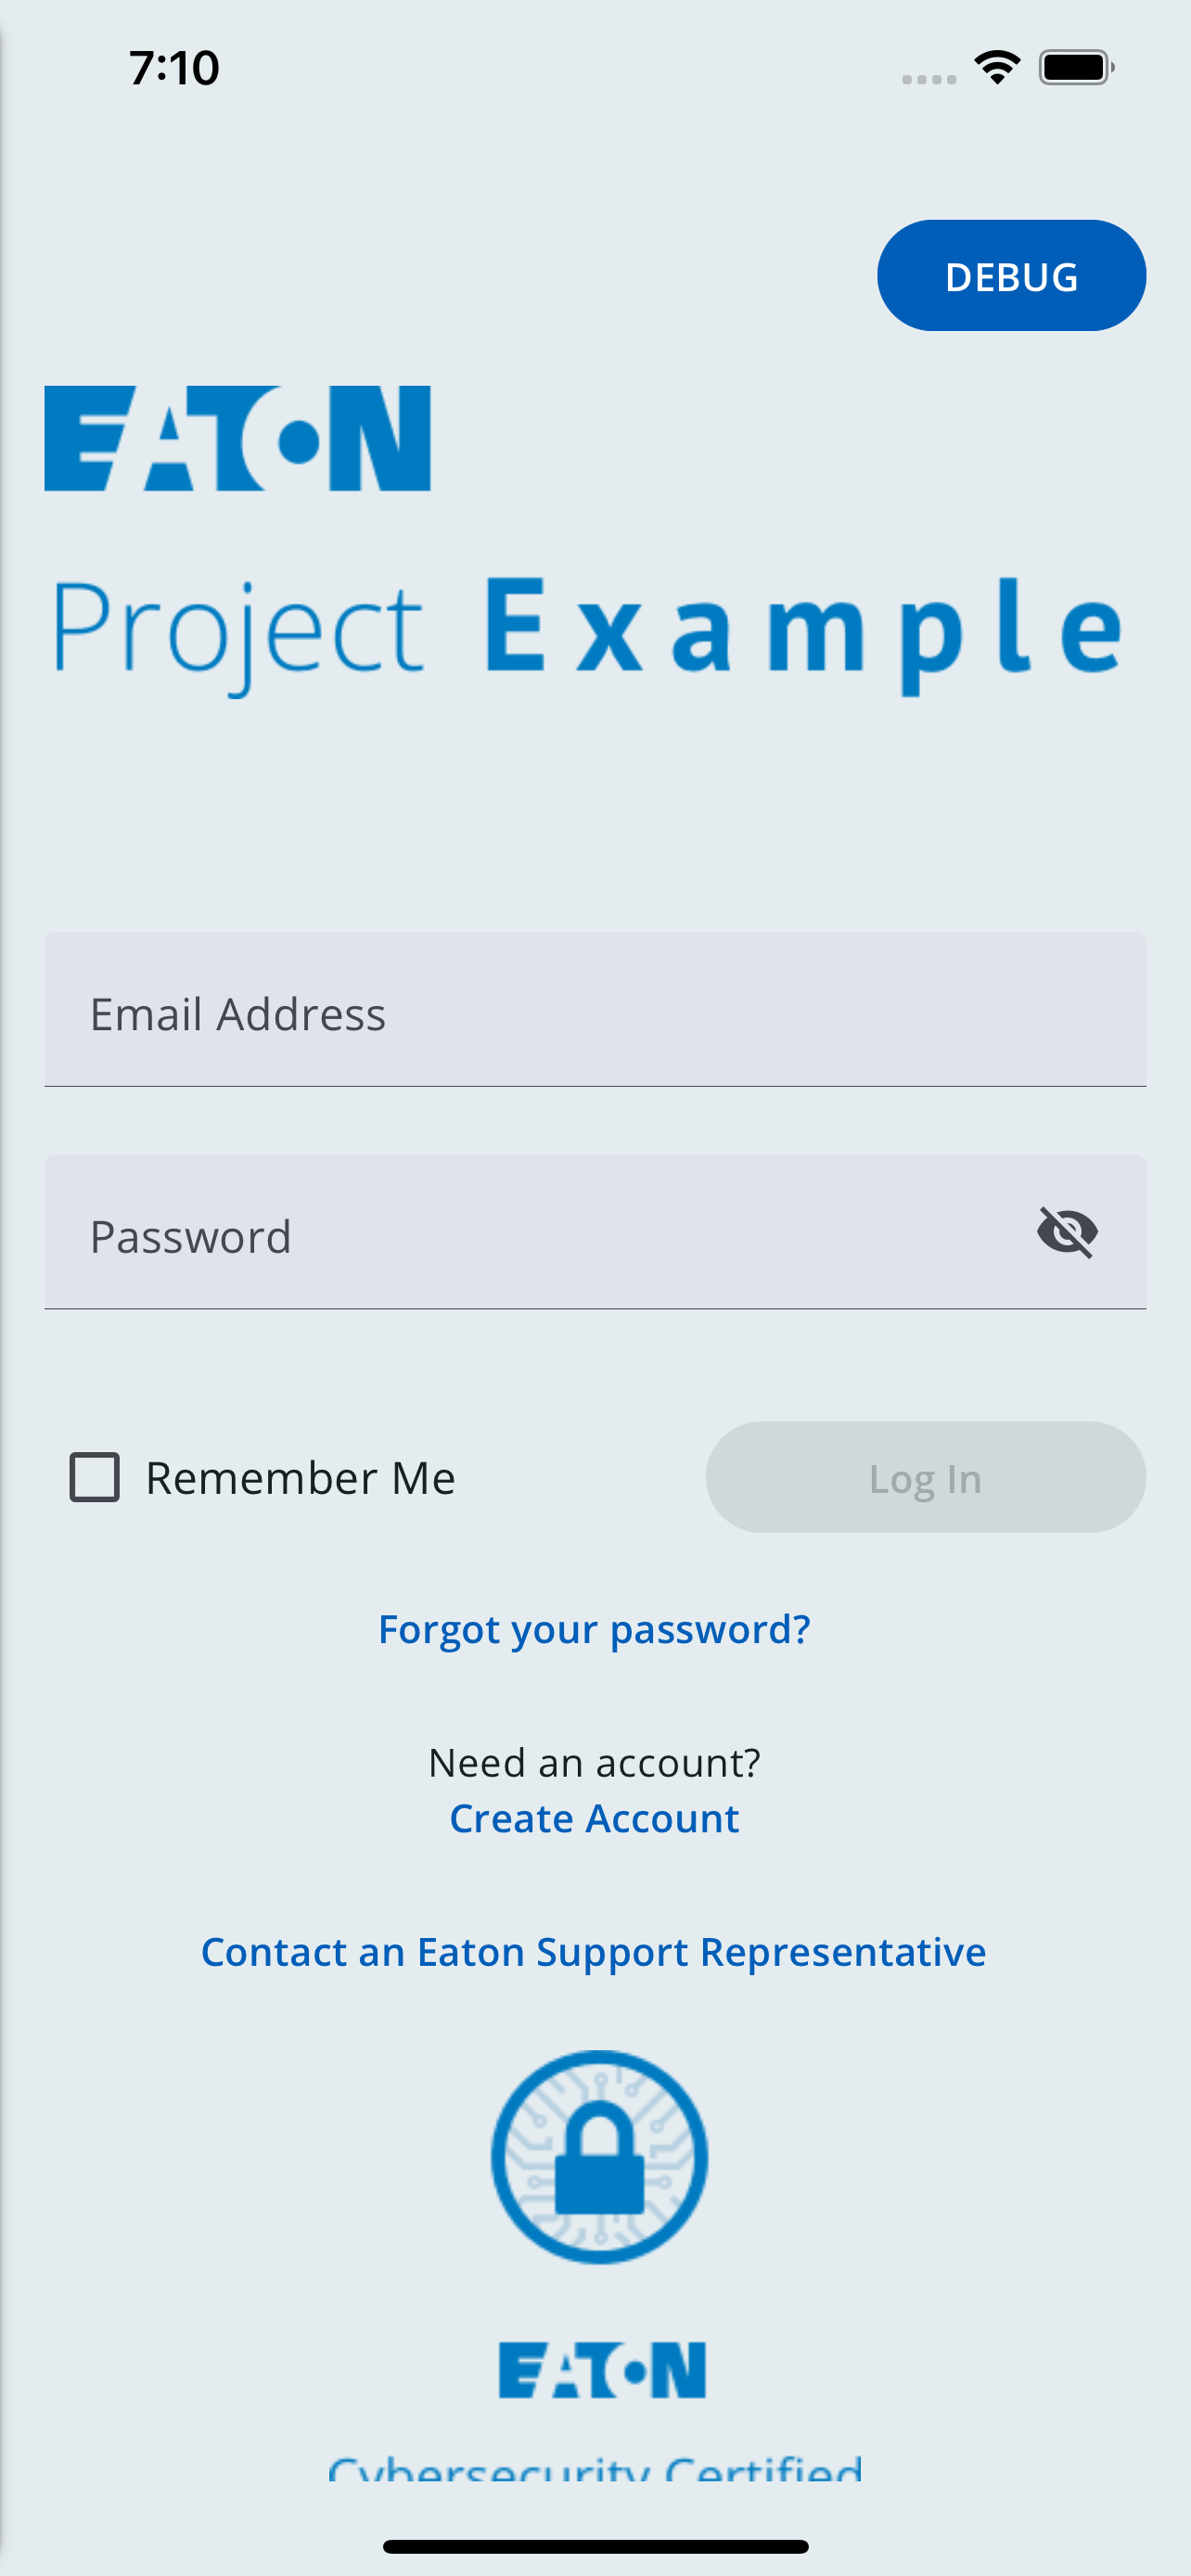 7:10
DEBUG
EATON
Project Example
Email Address
Password
Remember Me
Log In
Forgot your password?
Need an account?
Create Account
Contact an Eaton Support Representative
EATON
Cybersecurity Certified